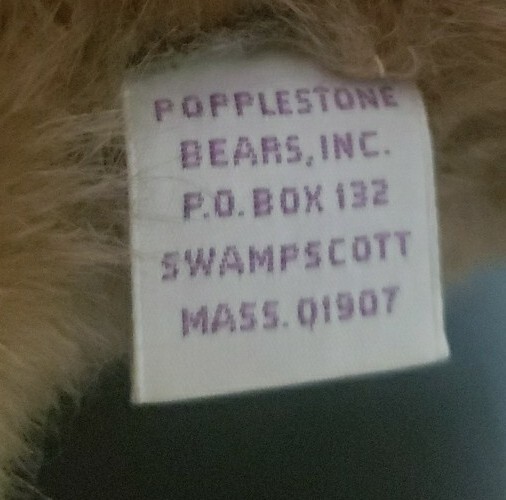 POPPLESTONE
BEARS, INC.
P.O. BOX 132
SWAMPSCOTT
MASS. 01907